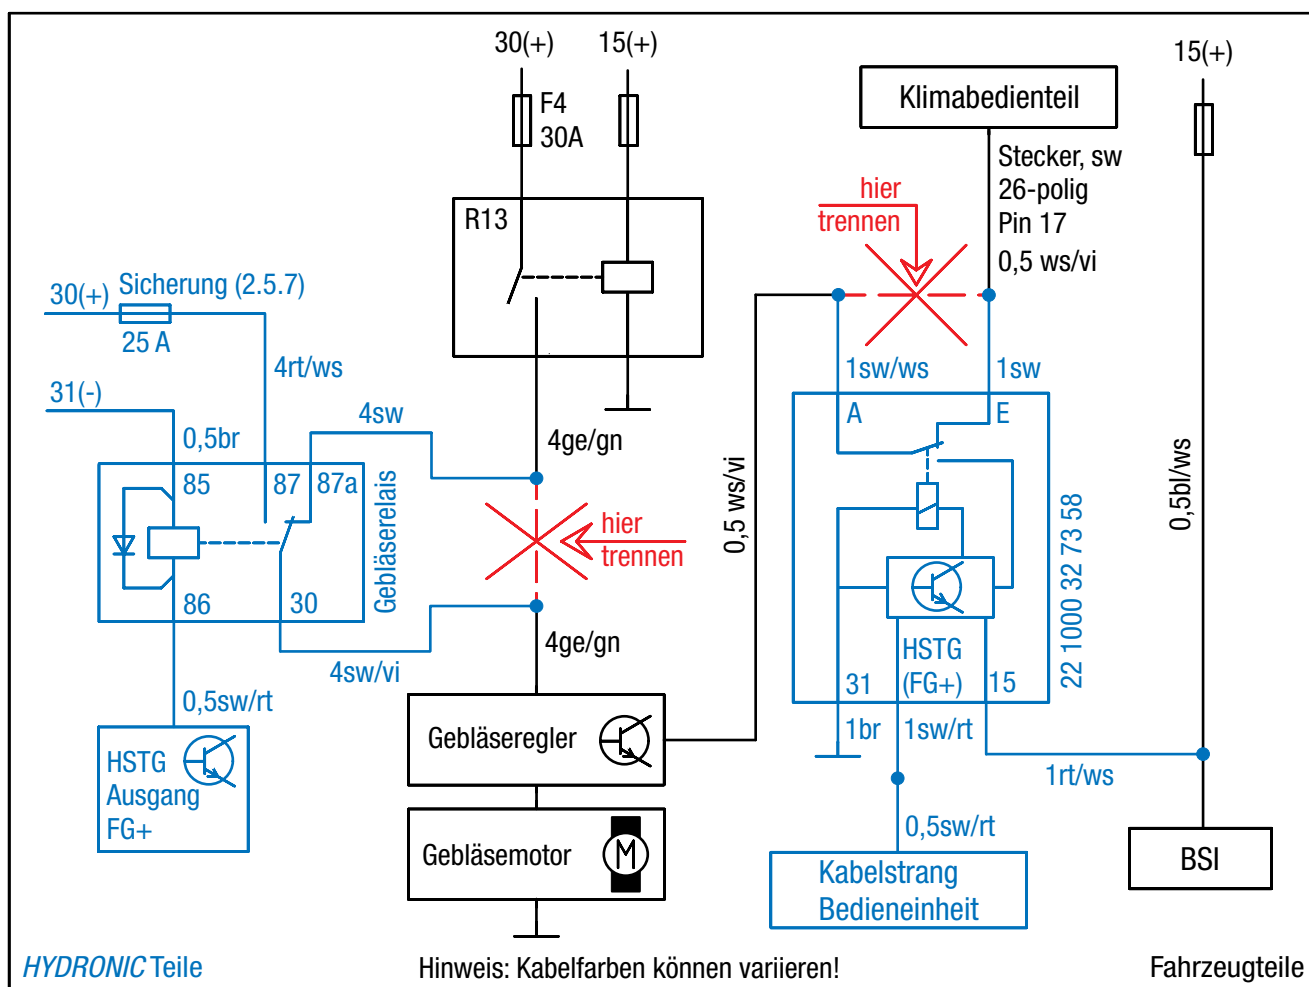 30(+)
15(+)
15(+)
F4
30A
Klimabedienteil
Stecker, sw
26-polig
Pin 17
0,5 ws/vi
hier
trennen
R13
Sicherung (2.5.7)
30(+)
25 A
4rt/ws
31(-)
0,5br
4sw
4ge/gn
85
87
87a
Gebläserelais
86
30
4sw/vi
0,5sw/rt
HSTG
Ausgang
FG+
hier
trennen
4ge/gn
Gebläseregler
Gebläsemotor
M
0,5 ws/vi
1sw/ws
1sw
A
E
HSTG
(FG+)
31
15
22 1000 32 73 58
1br
1sw/rt
1rt/ws
0,5sw/rt
Kabelstrang
Bedieneinheit
0,5bl/ws
BSI
HYDRONIC Teile
Hinweis: Kabelfarben können variieren!
Fahrzeugteile